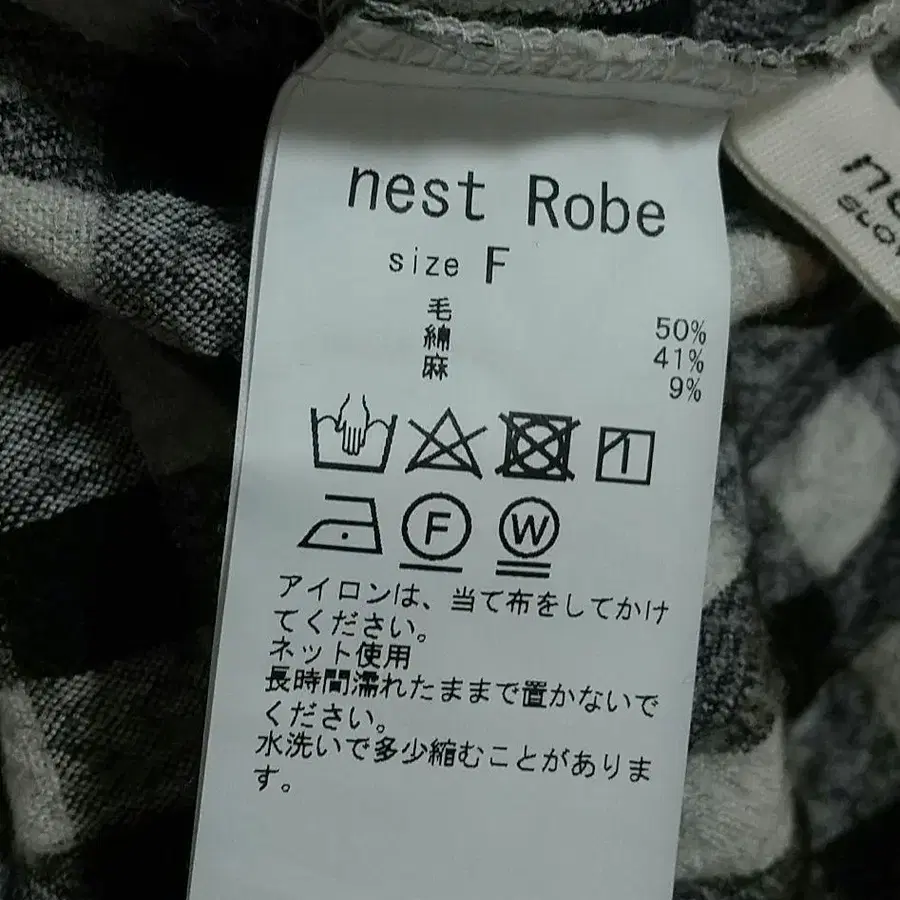 nest Robe
size F
毛 50%
綿 41%
麻 9%
F W
アイロンは、当て布をしてかけ
てください。
ネット使用
長時間濡れたままで置かないで
ください。
水洗いで多少縮むことがありま
す。